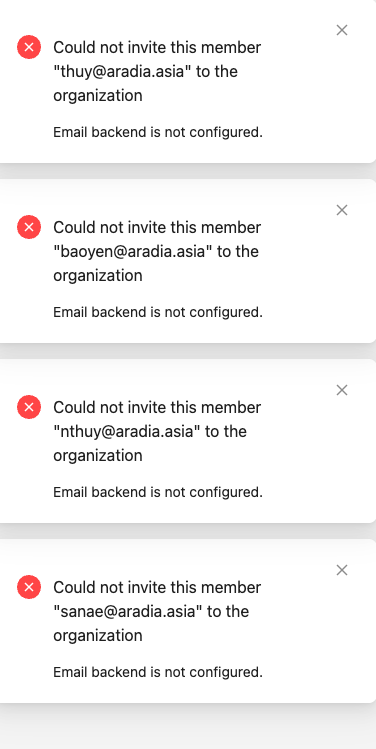 Could not invite this member
"thuy@aradia.asia" to the
organization
Email backend is not configured.
Could not invite this member
"baoyen@aradia.asia" to the
organization
Email backend is not configured.
Could not invite this member
"nthuy@aradia.asia" to the
organization
Email backend is not configured.
Could not invite this member
"sanae@aradia.asia" to the
organization
Email backend is not configured.